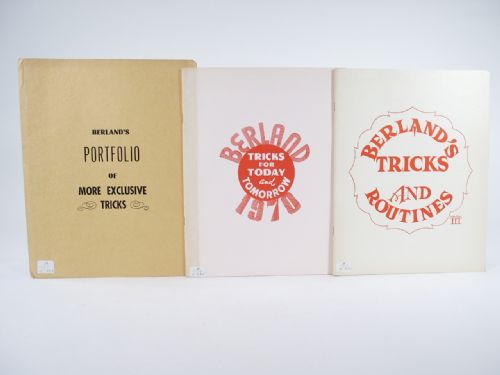 BERLAND'S
PORTFOLIO
OF
MORE EXCLUSIVE
TRICKS
BERLAND
TRICKS
FOR
TODAY
and
TOMORROW
1970
BERLAND'S
TRICKS
AND
ROUTINES
III